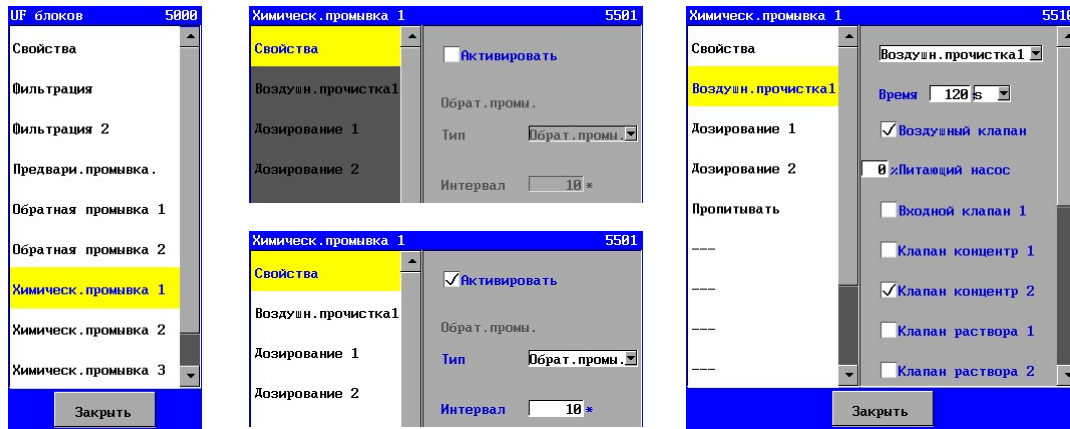 UF блоков 5000
Свойства
Фильтрация
Фильтрация 2
Предвари.промывка.
Обратная промывка 1
Обратная промывка 2
Химическ.промывка 1
Химическ.промывка 2
Химическ.промывка 3
Закрыть
Химическ.промывка 1 5501
Свойства
Воздушн.прочистка1
Дозирование 1
Дозирование 2
Активировать
Обрат.промы.
Тип Обрат.промы.
Интервал 10 *
Химическ.промывка 1 5501
Свойства
Воздушн.прочистка1
Дозирование 1
Дозирование 2
Активировать
Обрат.промы.
Тип Обрат.промы.
Интервал 10 *
Химическ.промывка 1 5510
Свойства
Воздушн.прочистка1
Дозирование 1
Дозирование 2
Пропитывать
---
---
---
---
Воздушн.прочистка1
Время 120 s
Воздушный клапан
0 %Питающий насос
Входной клапан 1
Клапан концентр 1
Клапан концентр 2
Клапан раствора 1
Клапан раствора 2
Закрыть